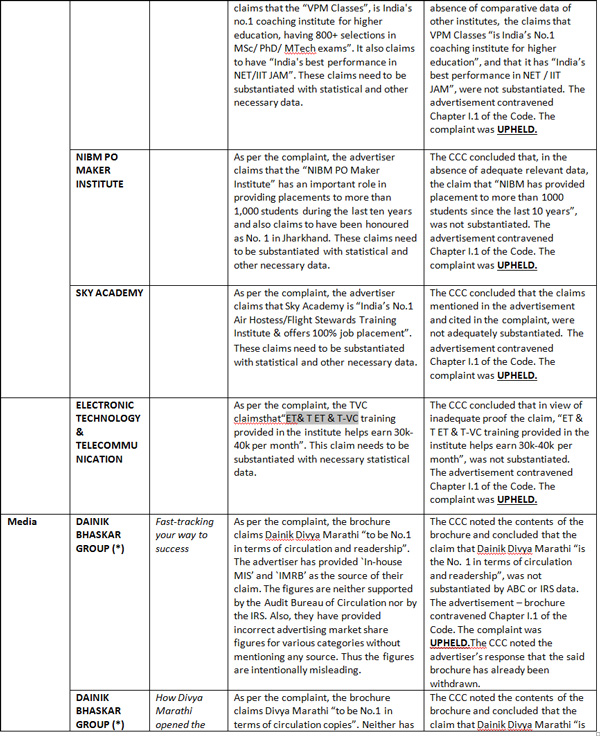 claims that the “VPM Classes”, is India's
no.1 coaching institute for higher
education, having 800+ selections in
MSc/ PhD/ MTech exams”. It also claims
to have “India's best performance in
NET/IIT JAM”. These claims need to be
substantiated with statistical and other
necessary data.
absence of comparative data of
other institutes, the claims that
VPM Classes “is India’s No.1
coaching institute for higher
education”, and that it has “India’s
best performance in NET / IIT
JAM”, were not substantiated. The
advertisement contravened
Chapter I.1 of the Code. The
complaint was UPHELD.
NIBM PO
MAKER
INSTITUTE
As per the complaint, the advertiser
claims that the “NIBM PO Maker
Institute” has an important role in
providing placements to more than
1,000 students during the last ten years
and also claims to have been honoured
as No. 1 in Jharkhand. These claims need
to be substantiated with statistical and
other necessary data.
The CCC concluded that, in the
absence of adequate relevant data,
the claim that “NIBM has provided
placement to more than 1000
students since the last 10 years”,
was not substantiated. The
advertisement contravened
Chapter I.1 of the Code. The
complaint was UPHELD.
SKY ACADEMY
As per the complaint, the advertiser
claims that Sky Academy is “India’s No.1
Air Hostess/Flight Stewards Training
Institute & offers 100% job placement”.
These claims need to be substantiated
with statistical and other necessary data.
The CCC concluded that the claims
mentioned in the advertisement
and cited in the complaint, were
not adequately substantiated. The
advertisement contravened
Chapter I.1 of the Code. The
complaint was UPHELD.
ELECTRONIC
TECHNOLOGY
&
TELECOMMU
NICATION
As per the complaint, the TVC
claimsthat“ET& T ET & T-VC training
provided in the institute helps earn 30k-
40k per month”. This claim needs to be
substantiated with necessary statistical
data.
The CCC concluded that in view of
inadequate proof the claim, “ET &
T ET & T-VC training provided in the
institute helps earn 30k-40k per
month”, was not substantiated.
The advertisement contravened
Chapter I.1 of the Code. The
complaint was UPHELD.
Media
DAINIK
BHASKAR
GROUP (*)
Fast-tracking
your way to
success
As per the complaint, the brochure
claims Dainik Divya Marathi “to be No.1
in terms of circulation and readership”.
The advertiser has provided `In-house
MIS’ and `IMRB’ as the source of their
claim. The figures are neither supported
by the Audit Bureau of Circulation nor by
the IRS. Also, they have provided
incorrect advertising market share
figures for various categories without
mentioning any source. Thus the figures
are intentionally misleading.
The CCC noted the contents of the
brochure and concluded that the
claim that Dainik Divya Marathi “is
the No. 1 in terms of circulation
and readership”, was not
substantiated by ABC or IRS data.
The advertisement – brochure
contravened Chapter I.1 of the
Code. The complaint was
UPHELD.The CCC noted the
advertiser’s response that the said
brochure has already been
withdrawn.
DAINIK
BHASKAR
GROUP (*)
How Divya
Marathi
opened the
As per the complaint, the brochure
claims Divya Marathi “to be No.1 in
terms of circulation copies”. Neither has
The CCC noted the contents of the
brochure and concluded that the
claim that Dainik Divya Marathi “is